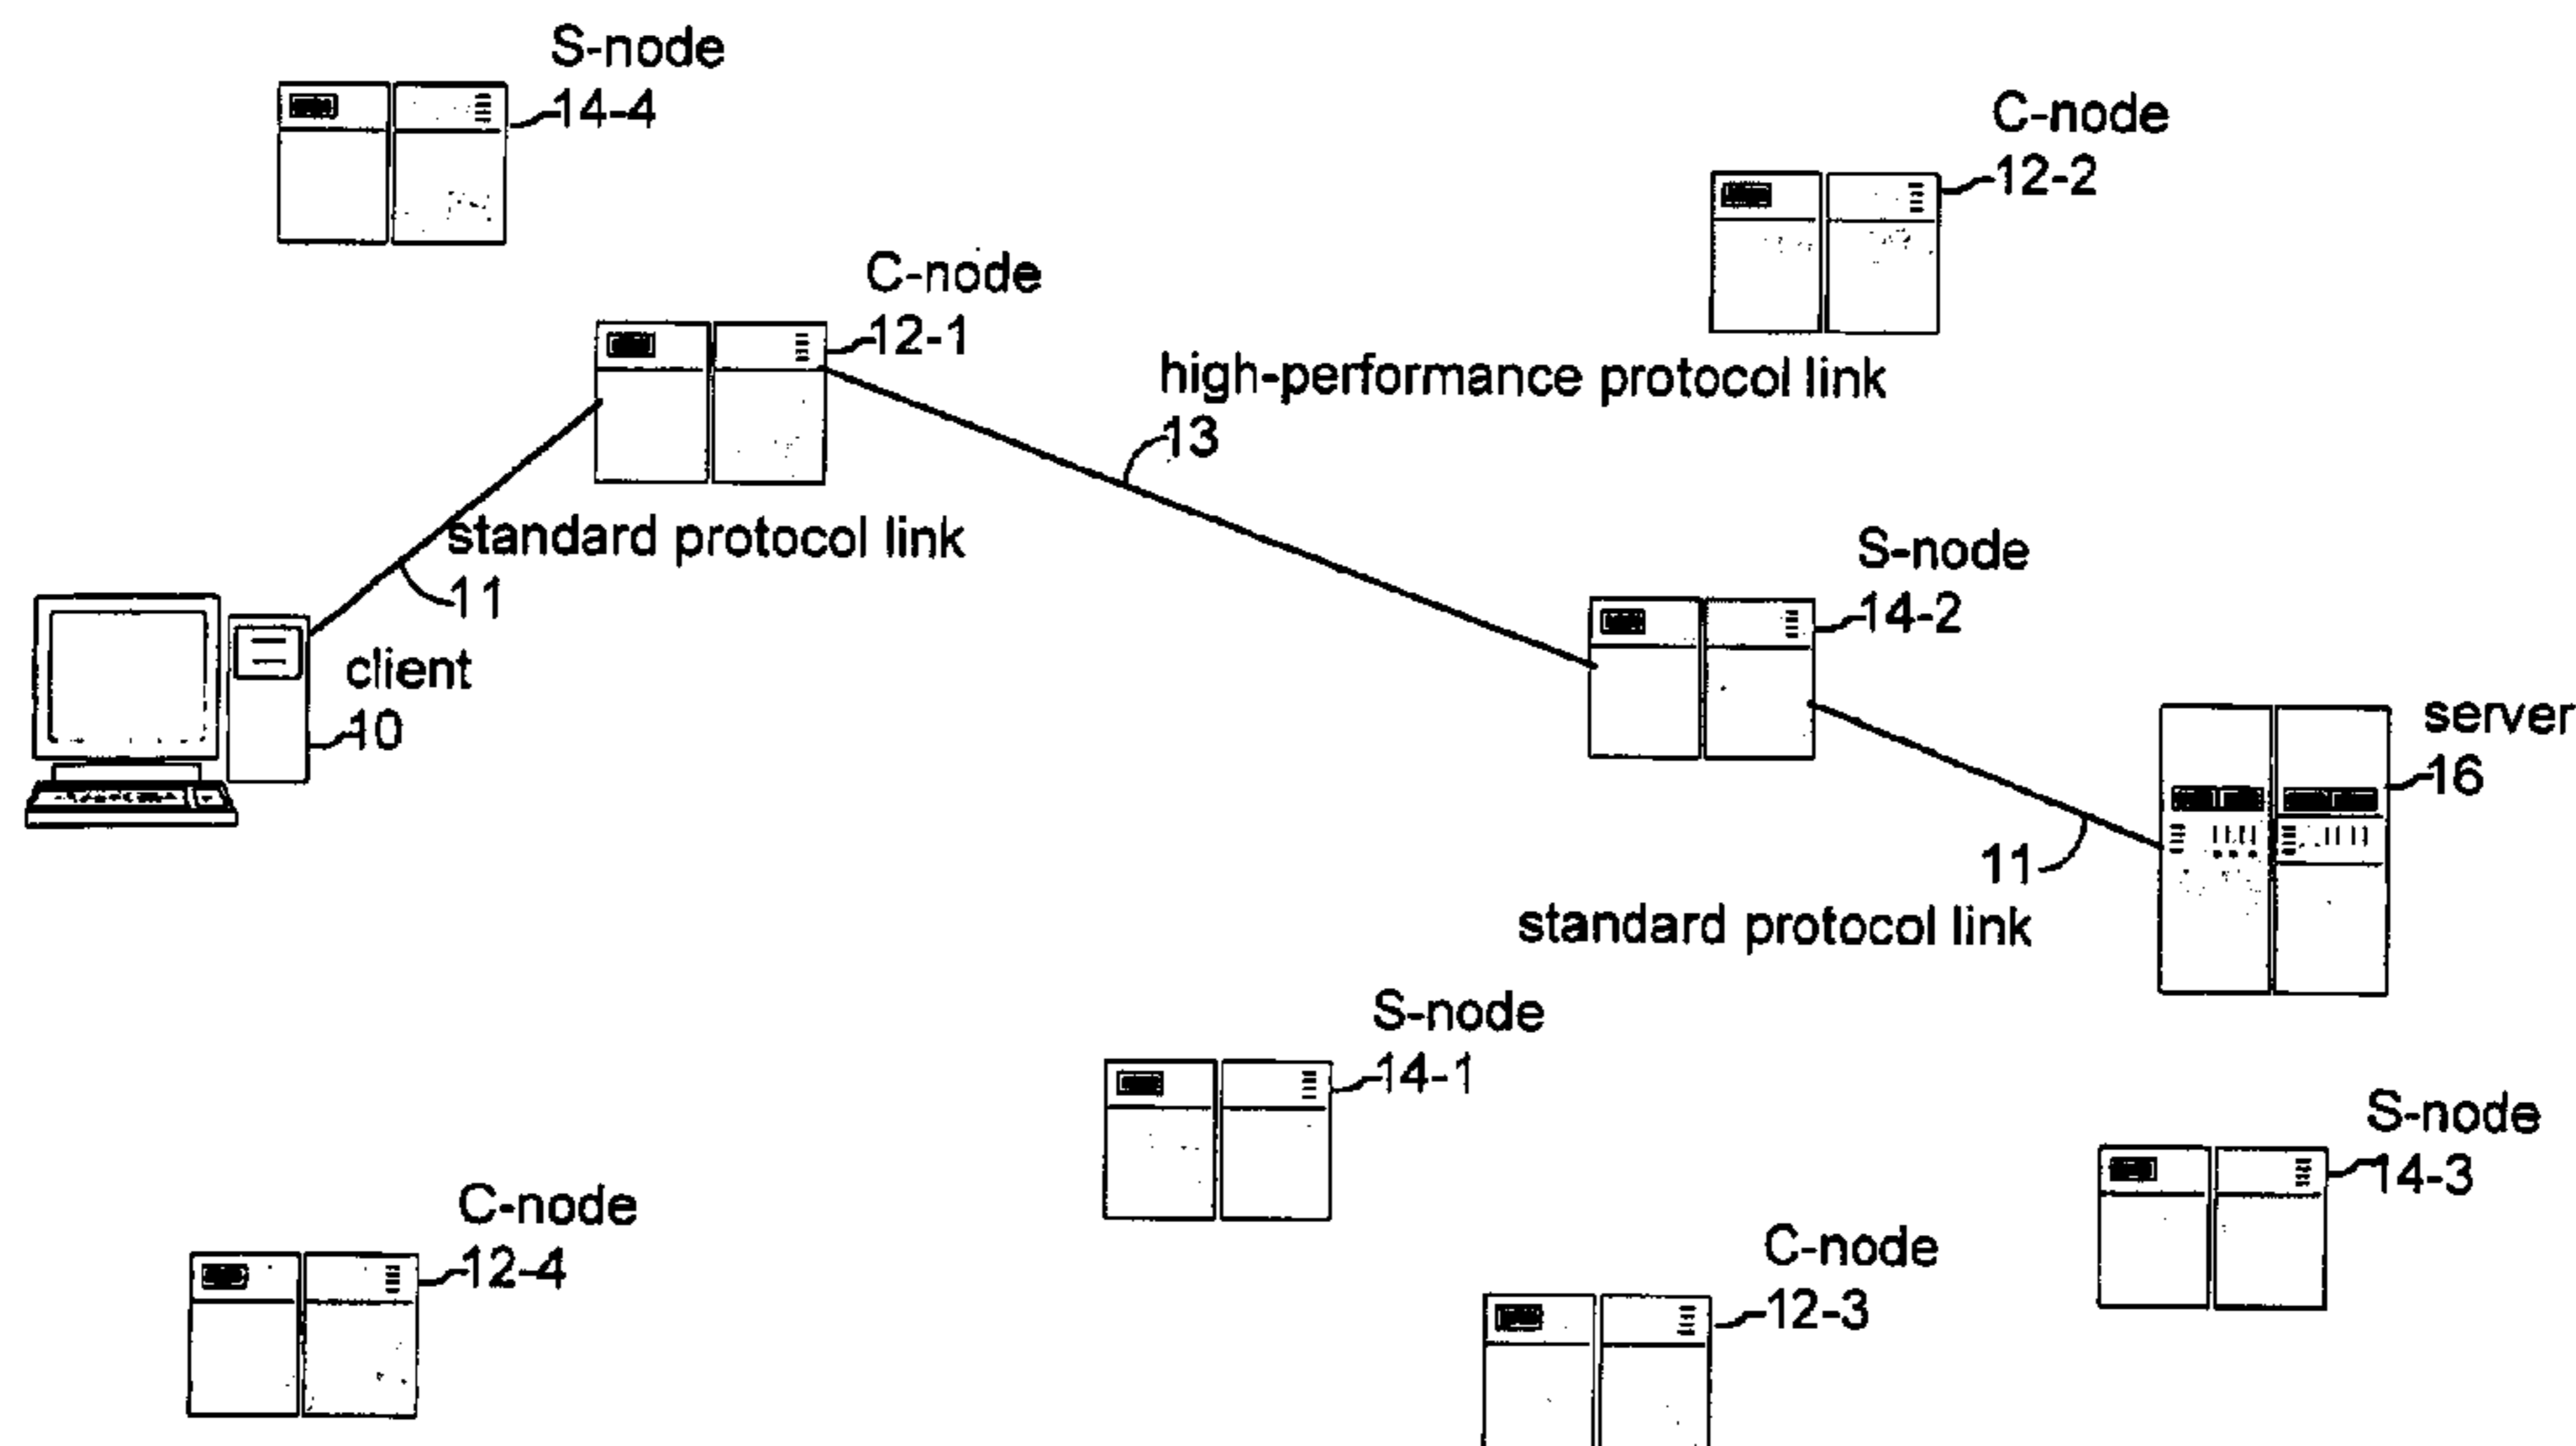 S-node
14-4
C-node
12-2
C-node
12-1
high-performance protocol link
13
standard protocol link
11
S-node
14-2
client
10
server
16
11
standard protocol link
S-node
14-1
S-node
14-3
C-node
12-4
C-node
12-3